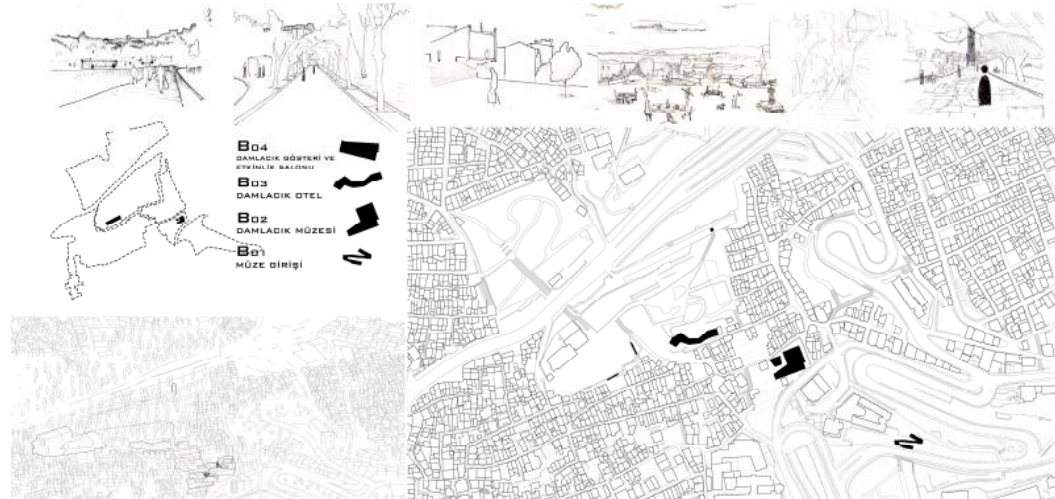 B04
DAMLACIK GÖSTERİ VE
ETKİNLİK SALONU
B03
DAMLACIK OTEL
B02
DAMLACIK MÜZESİ
B01
MÜZE GİRİŞİ